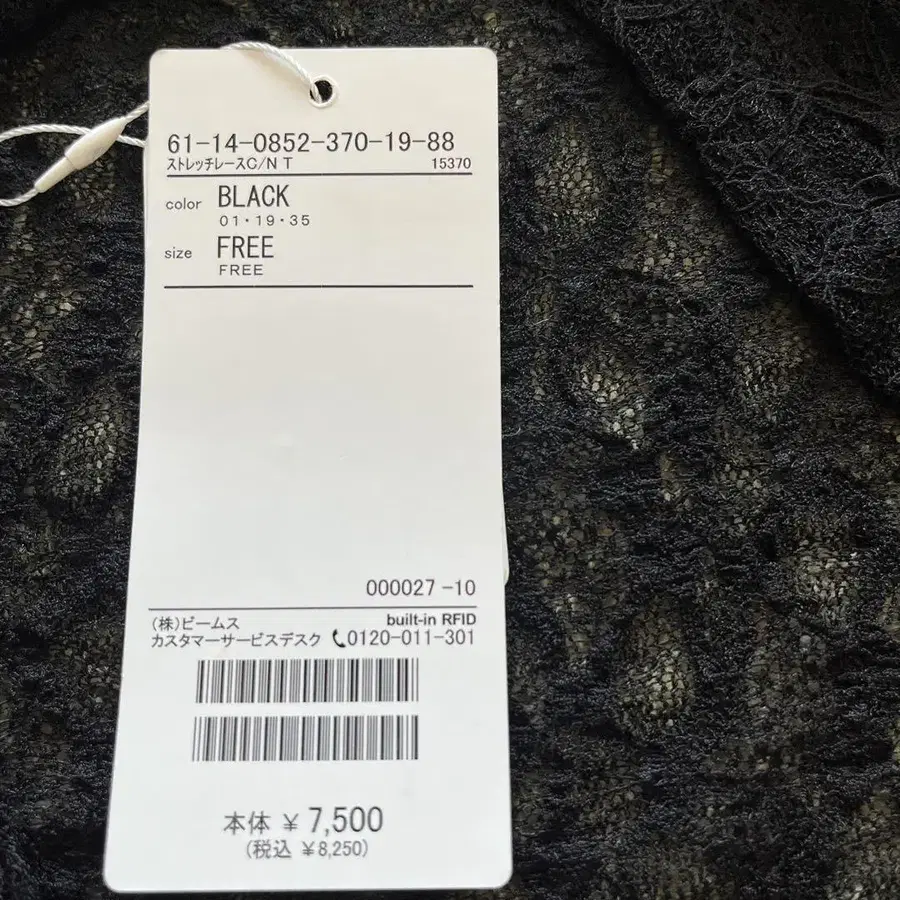 61-14-0852-370-19-88
ストレッチレースC/N T 15370
color BLACK
01・19・35
size FREE
FREE
000027-10
(株)ビームス built-in RFID
カスタマーサービスデスク 0120-011-301
本体 ¥7,500
(税込 ¥8,250)